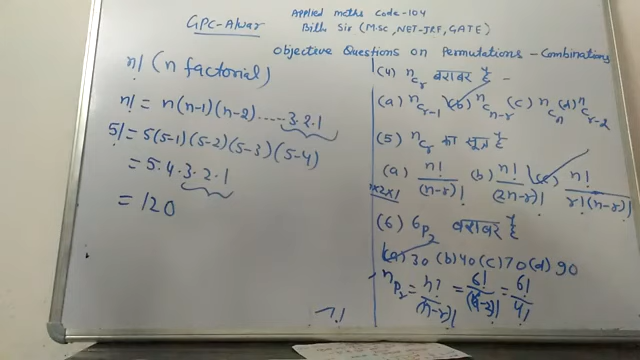 GPC-Alwar
Applied maths Code-104
Billu Sir (M.SC, NET-JRF, GATE)
Objective Questions on Permutations - Combinations
n! (n factorial)
n! = n(n-1)(n-2) ..... 3.2.1
5! = 5(5-1)(5-2)(5-3)(5-4)
= 5.4.3.2.1
= 120
7!
(4) ⁿCᵣ बराबर है -
(a) ⁿCᵣ₋₁ (b) ⁿCₙ₋ᵣ (c) ⁿCₙ (d) ⁿCᵣ₋₂
(5) ⁿCᵣ का सूत्र है
(a) n!/(n-r)! (b) n!/(2n-r)! (c) n!/r!(n-r)!
(6) ⁶P₂ बराबर है
(a) 30 (b) 40 (c) 70 (d) 90
ⁿPᵣ = n!/(n-r)! = 6!/(6-2)! = 6!/4!